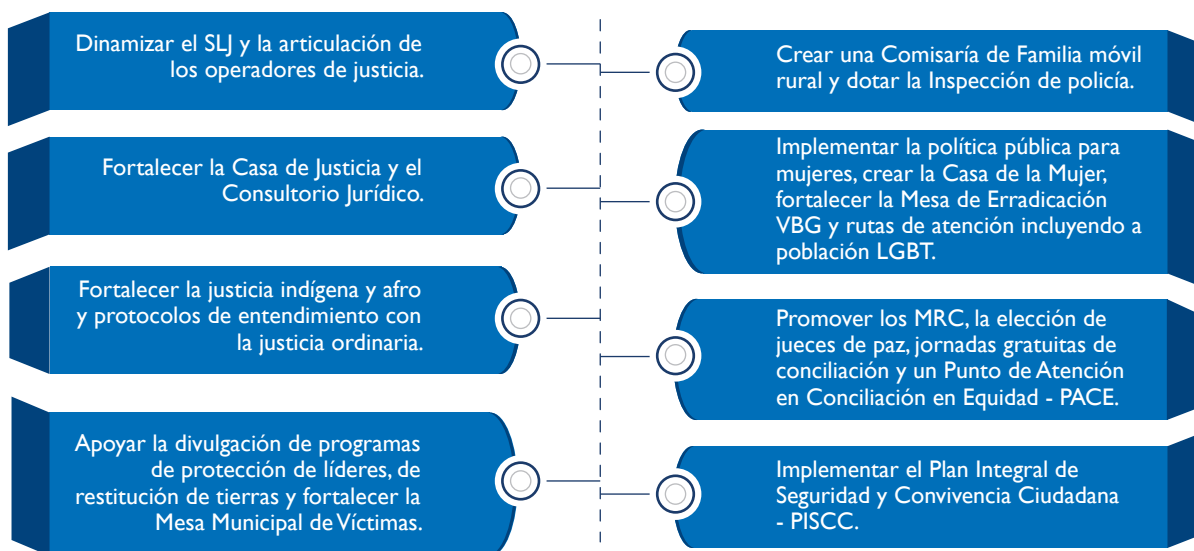 Dinamizar el SLJ y la articulación de
los operadores de justicia.
Crear una Comisaría de Familia móvil
rural y dotar la Inspección de policía.
Fortalecer la Casa de Justicia y el
Consultorio Jurídico.
Implementar la política pública para
mujeres, crear la Casa de la Mujer,
fortalecer la Mesa de Erradicación
VBG y rutas de atención incluyendo a
población LGBT.
Fortalecer la justicia indígena y afro
y protocolos de entendimiento con
la justicia ordinaria.
Promover los MRC, la elección de
jueces de paz, jornadas gratuitas de
conciliación y un Punto de Atención
en Conciliación en Equidad - PACE.
Apoyar la divulgación de programas
de protección de líderes, de
restitución de tierras y fortalecer la
Mesa Municipal de Víctimas.
Implementar el Plan Integral de
Seguridad y Convivencia Ciudadana
- PISCC.